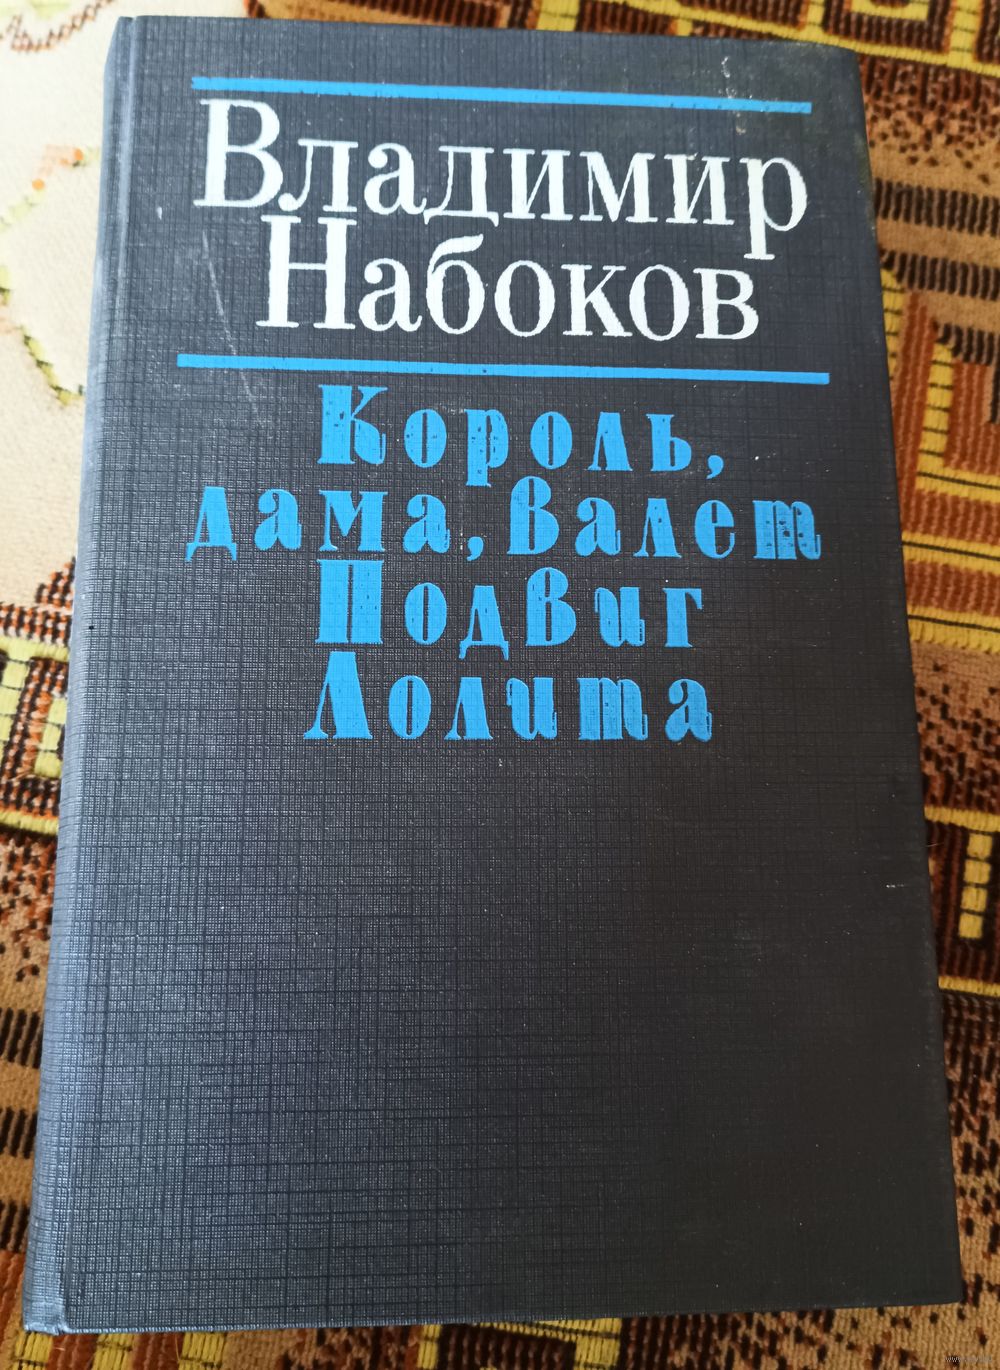 Владимир
Набоков
Король,
дама, валет
Подвиг
Лолита